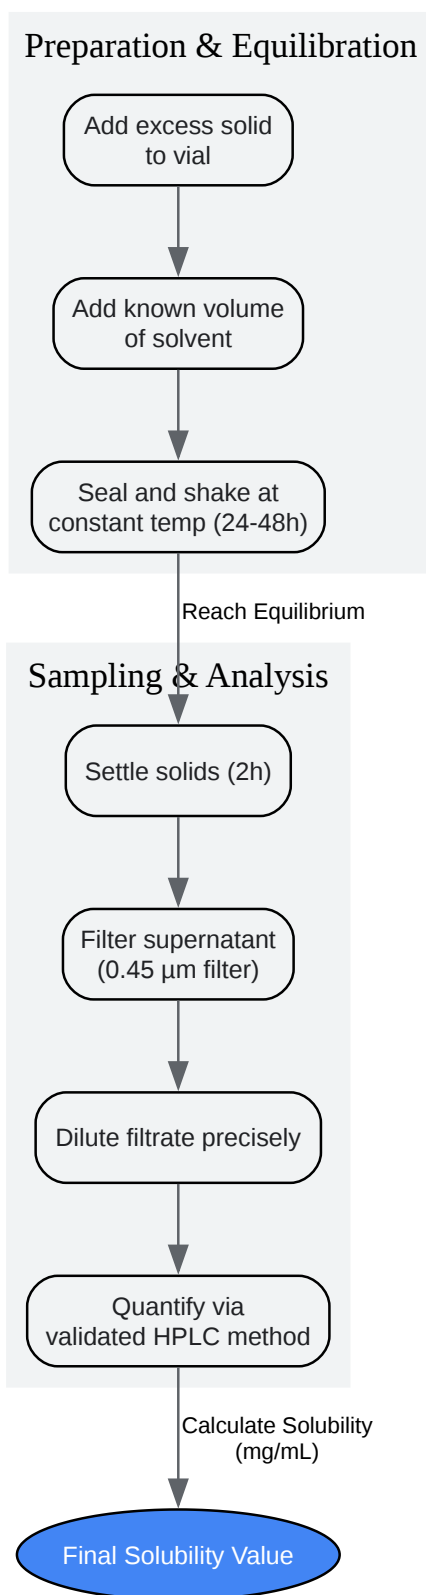 Preparation & Equilibration
Add excess solid
to vial
Add known volume
of solvent
Seal and shake at
constant temp (24-48h)
Reach Equilibrium
Sampling & Analysis
Settle solids (2h)
Filter supernatant
(0.45 µm filter)
Dilute filtrate precisely
Quantify via
validated HPLC method
Calculate Solubility
(mg/mL)
Final Solubility Value